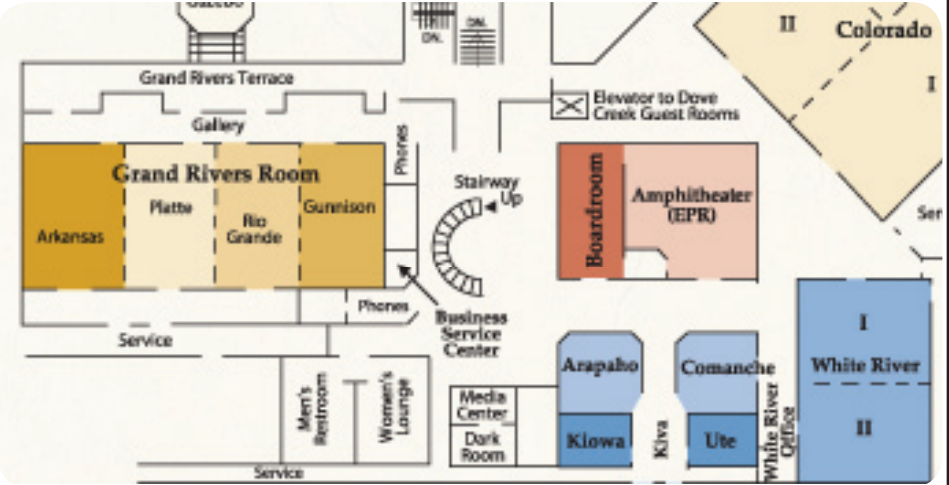 GAZEBO
DN.
DN.
II
Colorado
I
Grand Rivers Terrace
Elevator to Dove
Creek Guest Rooms
Gallery
Phones
Grand Rivers Room
Arkansas
Platte
Rio
Grande
Gunnison
Stairway
Up
Boardroom
Amphitheater
(EPR)
Ser
Phones
Business
Service
Center
Service
Men's
Restroom
Women's
Lounge
Media
Center
Dark
Room
Arapaho
Comanche
Kiowa
Kiva
Ute
White River
Office
I
White River
II
Service